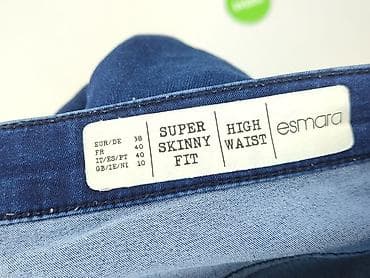 EUR/DE 38
FR 40
IT/ES/PT 40
GB/IE/NI 10
SUPER
SKINNY
FIT
HIGH
WAIST
esmara